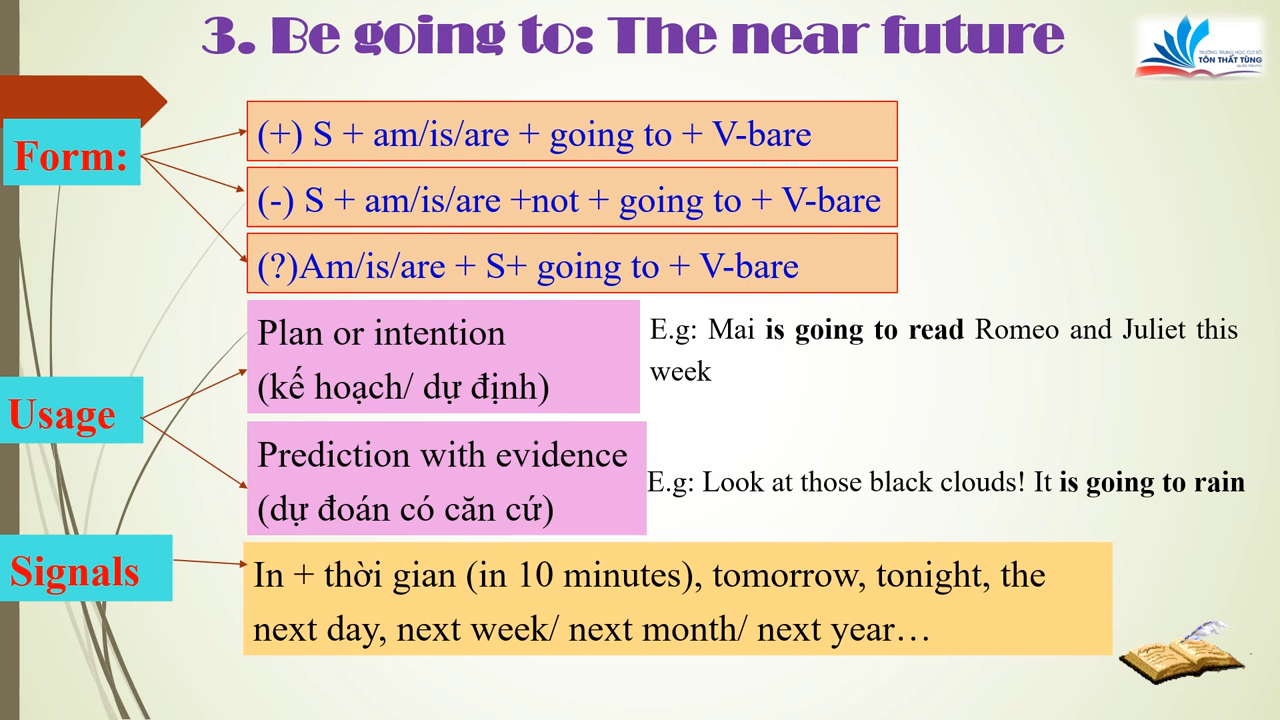 3. Be going to: The near future
TRƯỜNG TRUNG HỌC CƠ SỞ
TÔN THẤT TÙNG
Form:
(+) S + am/is/are + going to + V-bare
(-) S + am/is/are +not + going to + V-bare
(?)Am/is/are + S+ going to + V-bare
Usage
Plan or intention
(kế hoạch/ dự định)
E.g: Mai is going to read Romeo and Juliet this
week
Prediction with evidence
(dự đoán có căn cứ)
E.g: Look at those black clouds! It is going to rain
Signals
In + thời gian (in 10 minutes), tomorrow, tonight, the
next day, next week/ next month/ next year…